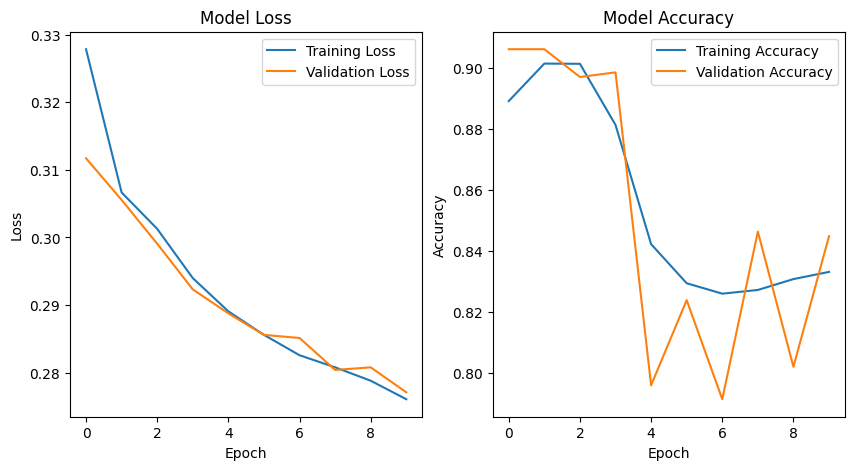 Model Loss
0.33
0.32
0.31
0.30
0.29
0.28
Loss
Training Loss
Validation Loss
0 2 4 6 8
Epoch
Model Accuracy
0.90
0.88
0.86
0.84
0.82
0.80
Accuracy
Training Accuracy
Validation Accuracy
0 2 4 6 8
Epoch